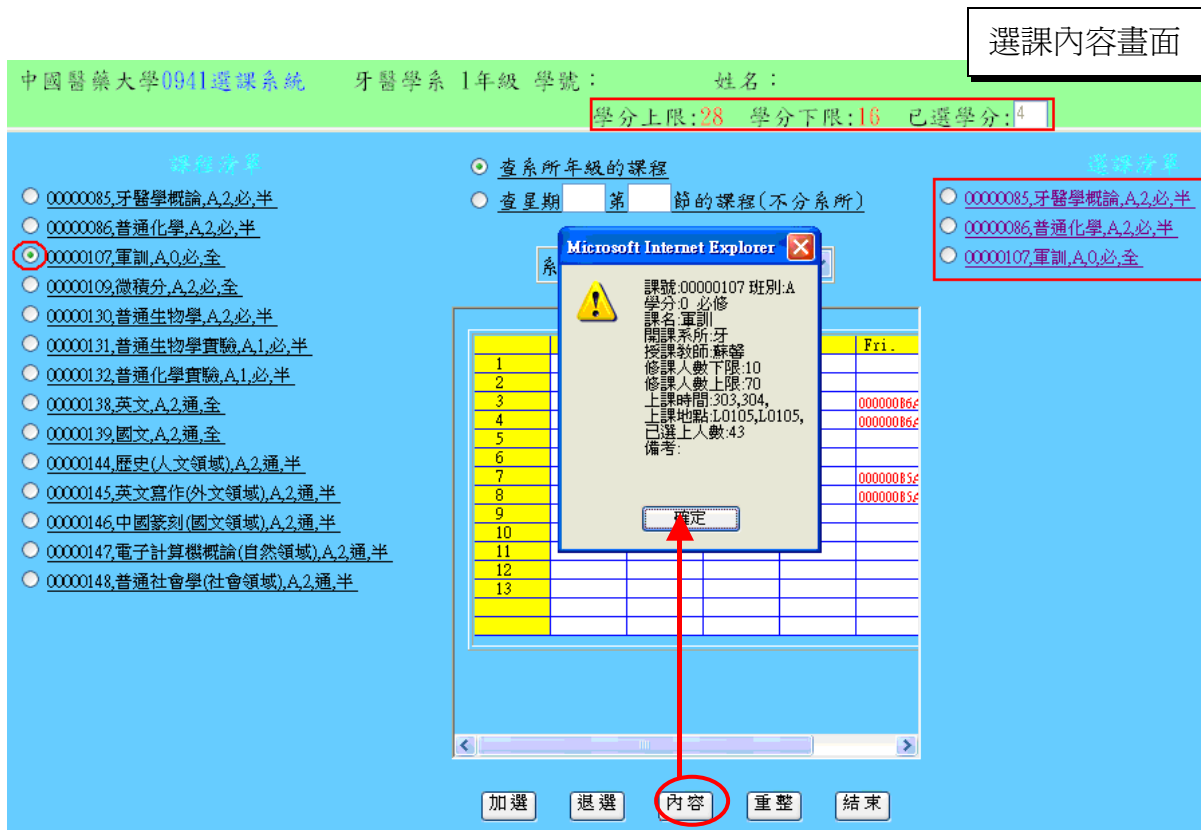 選課內容畫面
中國醫藥大學0941選課系統 牙醫學系 1年級 學號： 姓名：
學分上限:28 學分下限:16 已選學分:4
課程清單
00000085,牙醫學概論,A,2,必,半
00000086,普通化學,A,2,必,半
00000107,軍訓,A,0,必,全
00000109,微積分,A,2,必,全
00000130,普通生物學,A,2,必,半
00000131,普通生物學實驗,A,1,必,半
00000132,普通化學實驗,A,1,必,半
00000138,英文,A,2,通,全
00000139,國文,A,2,通,全
00000144,歷史(人文領域),A,2,通,半
00000145,英文寫作(外文領域),A,2,通,半
00000146,中國篆刻(國文領域),A,2,通,半
00000147,電子計算機概論(自然領域),A,2,通,半
00000148,普通社會學(社會領域),A,2,通,半
查系所年級的課程
查星期 第 節的課程(不分系所)
系
Microsoft Internet Explorer
課號:00000107 班別:A
學分:0 必修
課名:軍訓
開課系所:牙
授課教師:蘇馨
修課人數下限:10
修課人數上限:70
上課時間:303,304,
上課地點:L0105,L0105,
已選上人數:43
備考:
確定
Fri.
1
2
3 000000B6A
4 000000B6A
5
6
7 000000B5A
8 000000B5A
9
10
11
12
13
選課清單
00000085,牙醫學概論,A,2,必,半
00000086,普通化學,A,2,必,半
00000107,軍訓,A,0,必,全
加選 退選 內容 重整 結束